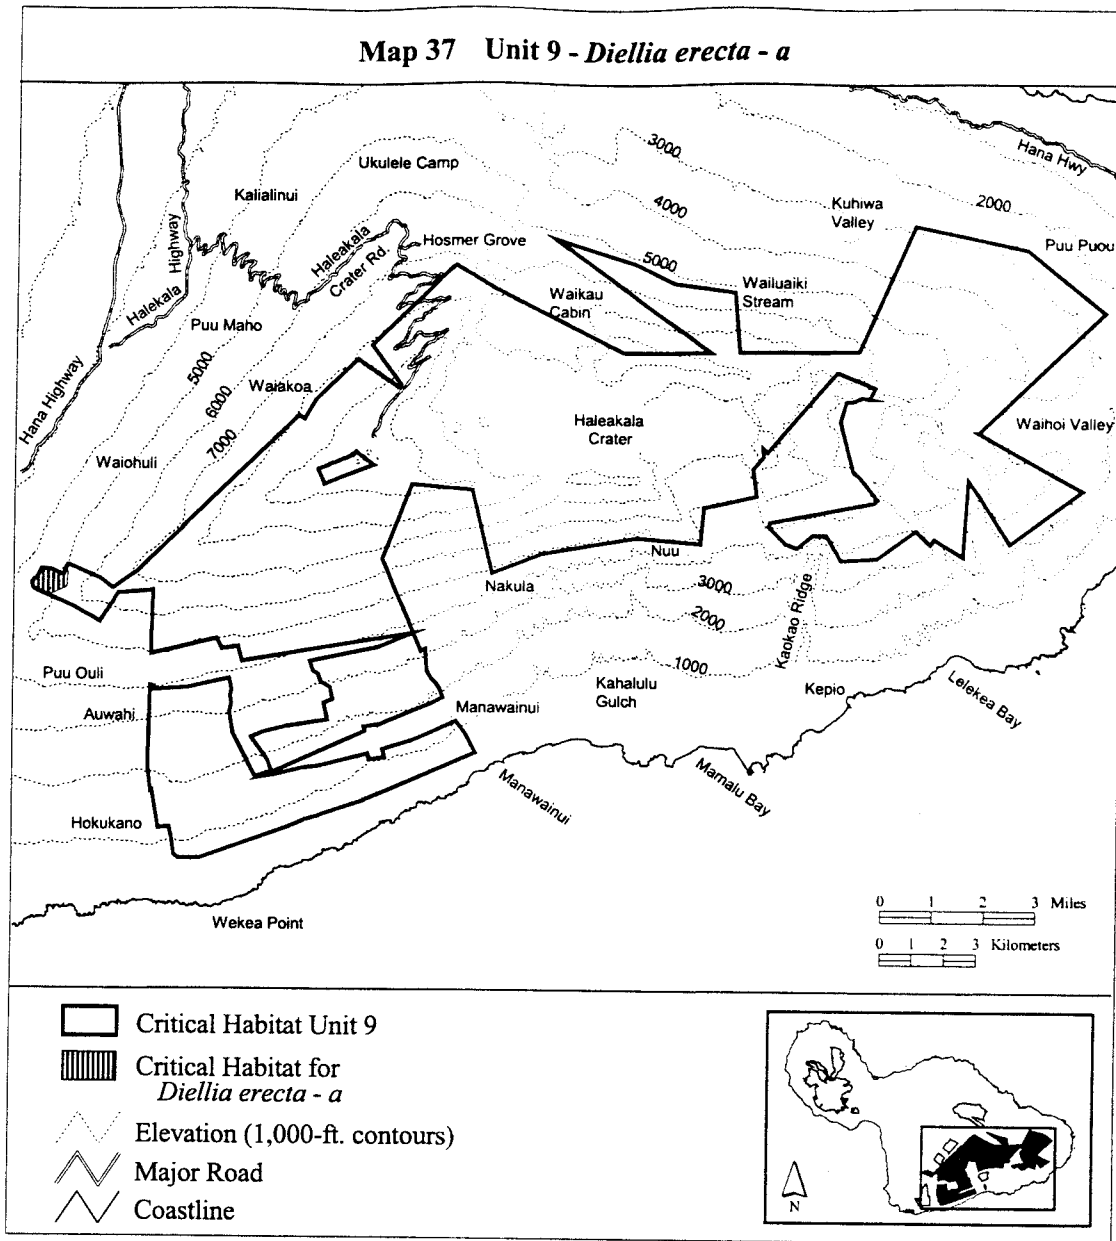 Map 37 Unit 9 - Diellia erecta - a
Hana Hwy
3000
Ukulele Camp
Kalialinui
4000
Kuhiwa
Valley
2000
Highway
Haleakala
Crater Rd.
Hosmer Grove
Puu Puou
5000
Wailuaiki
Stream
Waikau
Cabin
Halekala
Puu Maho
5000
Hana Highway
6000
Waiakoa
7000
Haleakala
Crater
Waihoi Valley
Waiohuli
Nuu
Nakula
3000
2000
Kaokao Ridge
1000
Puu Ouli
Auwahi
Manawainui
Kahalulu
Gulch
Kepio
Lelekea Bay
Manawainui
Mamalu Bay
Hokukano
Wekea Point
0 1 2 3 Miles
0 1 2 3 Kilometers
Critical Habitat Unit 9
Critical Habitat for
Diellia erecta - a
Elevation (1,000-ft. contours)
Major Road
Coastline
N